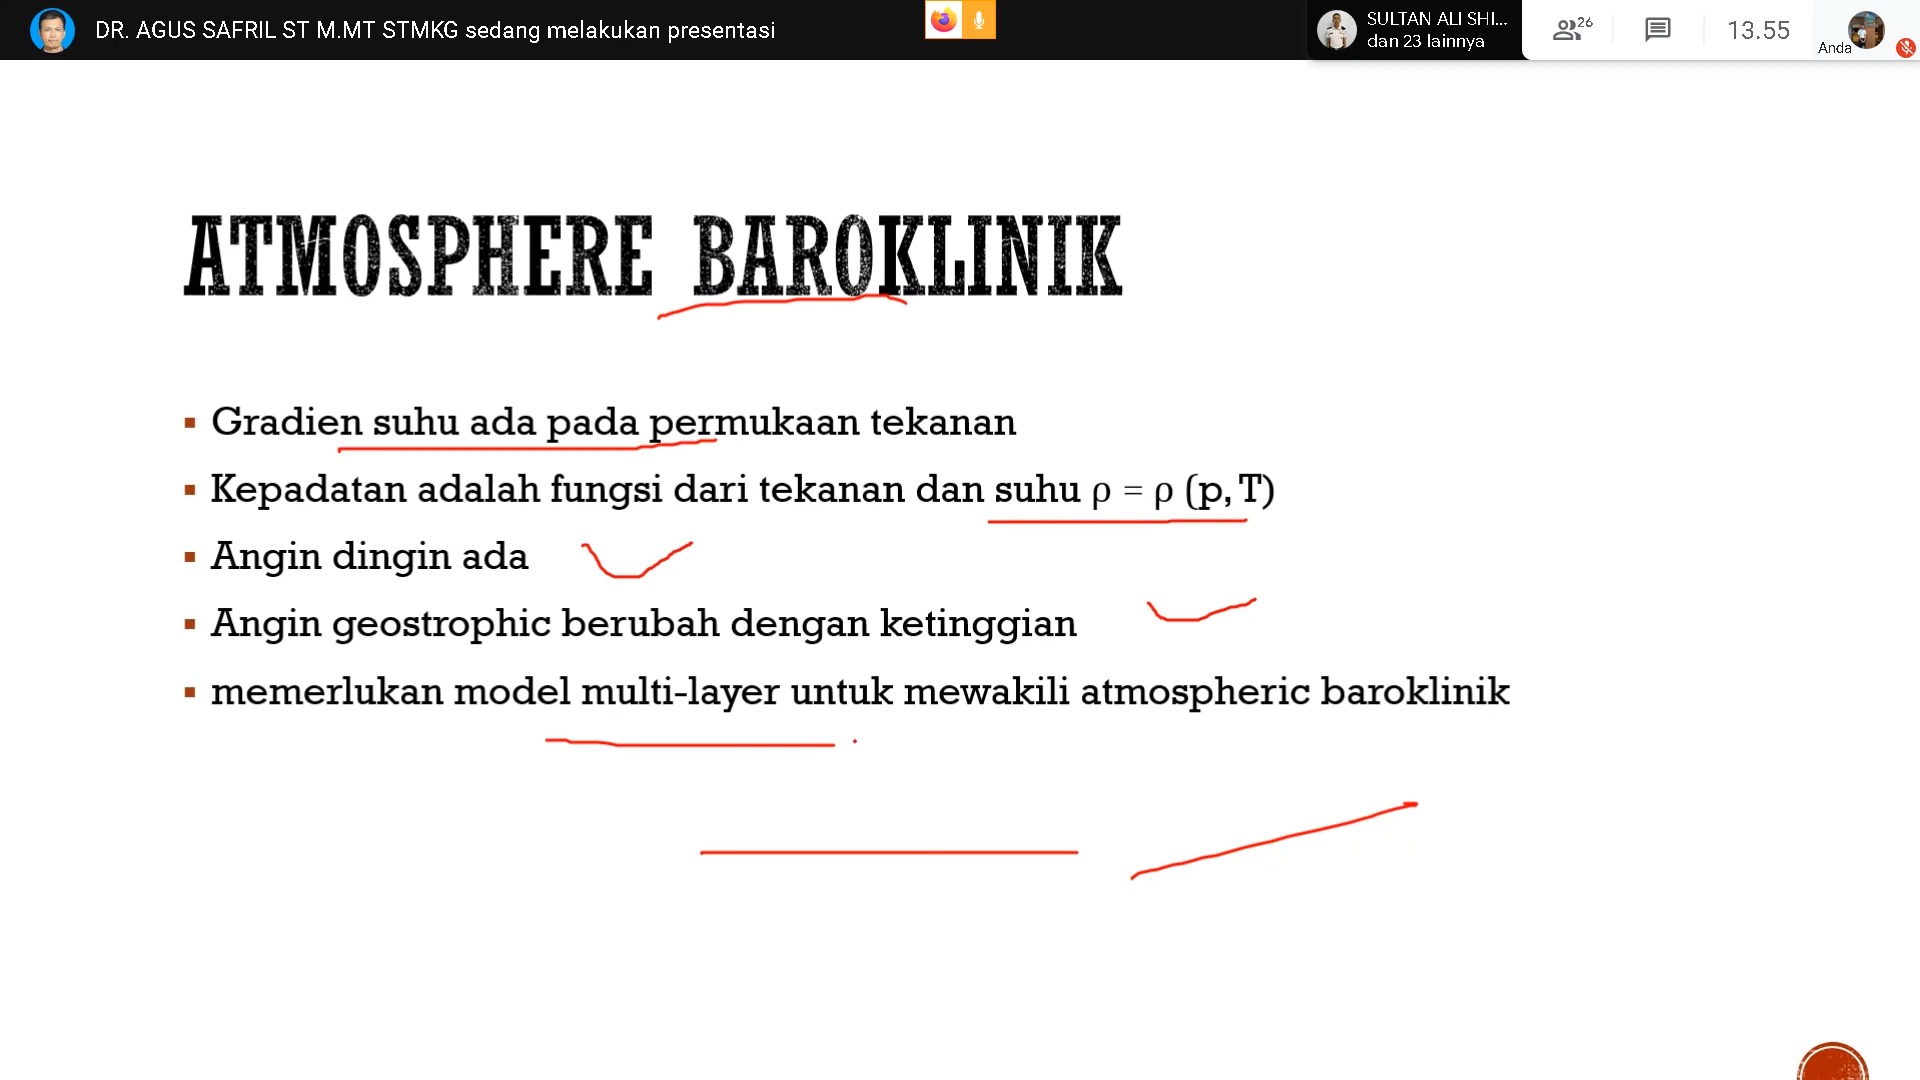 DR. AGUS SAFRIL ST M.MT STMKG sedang melakukan presentasi
SULTAN ALI SHI...
dan 23 lainnya
26
13.55
Anda
ATMOSPHERE BAROKLINIK
Gradien suhu ada pada permukaan tekanan
Kepadatan adalah fungsi dari tekanan dan suhu ρ = ρ (p, T)
Angin dingin ada
Angin geostrophic berubah dengan ketinggian
memerlukan model multi-layer untuk mewakili atmospheric baroklinik